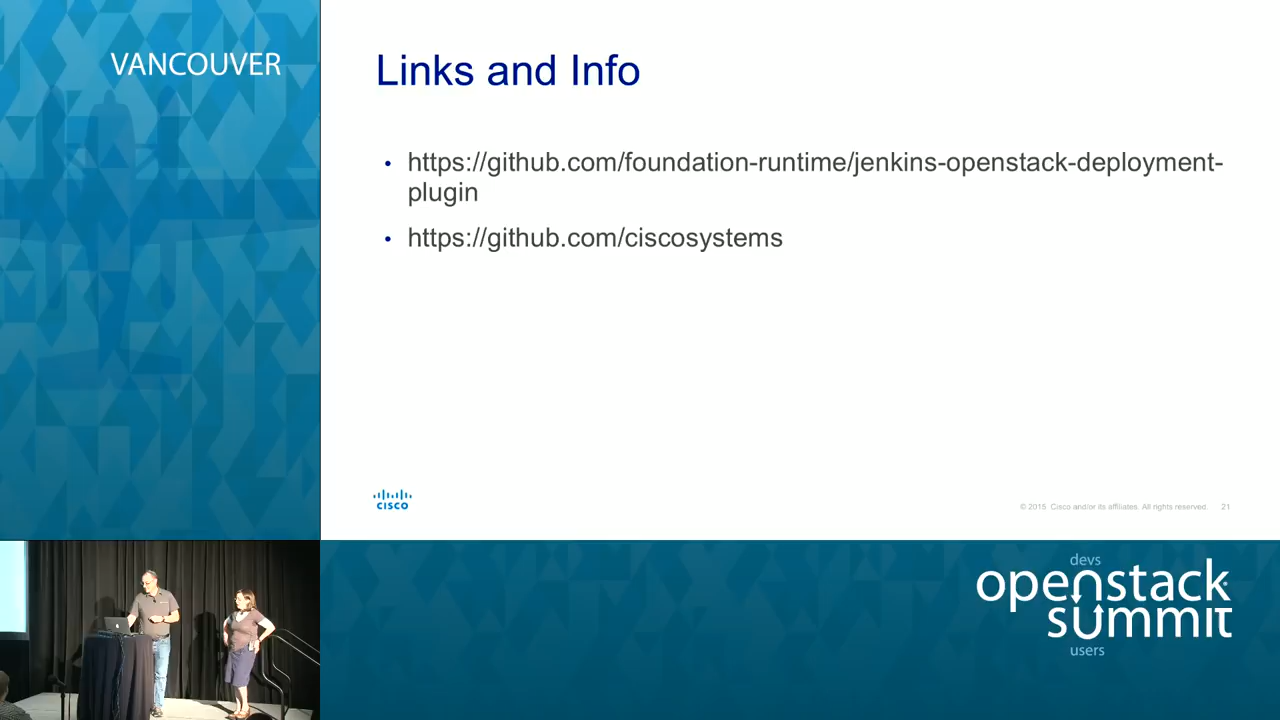 VANCOUVER
Links and Info
• https://github.com/foundation-runtime/jenkins-openstack-deployment-
plugin
• https://github.com/ciscosystems
CISCO
© 2015 Cisco and/or its affiliates. All rights reserved. 21
devs
openstack
summit
users